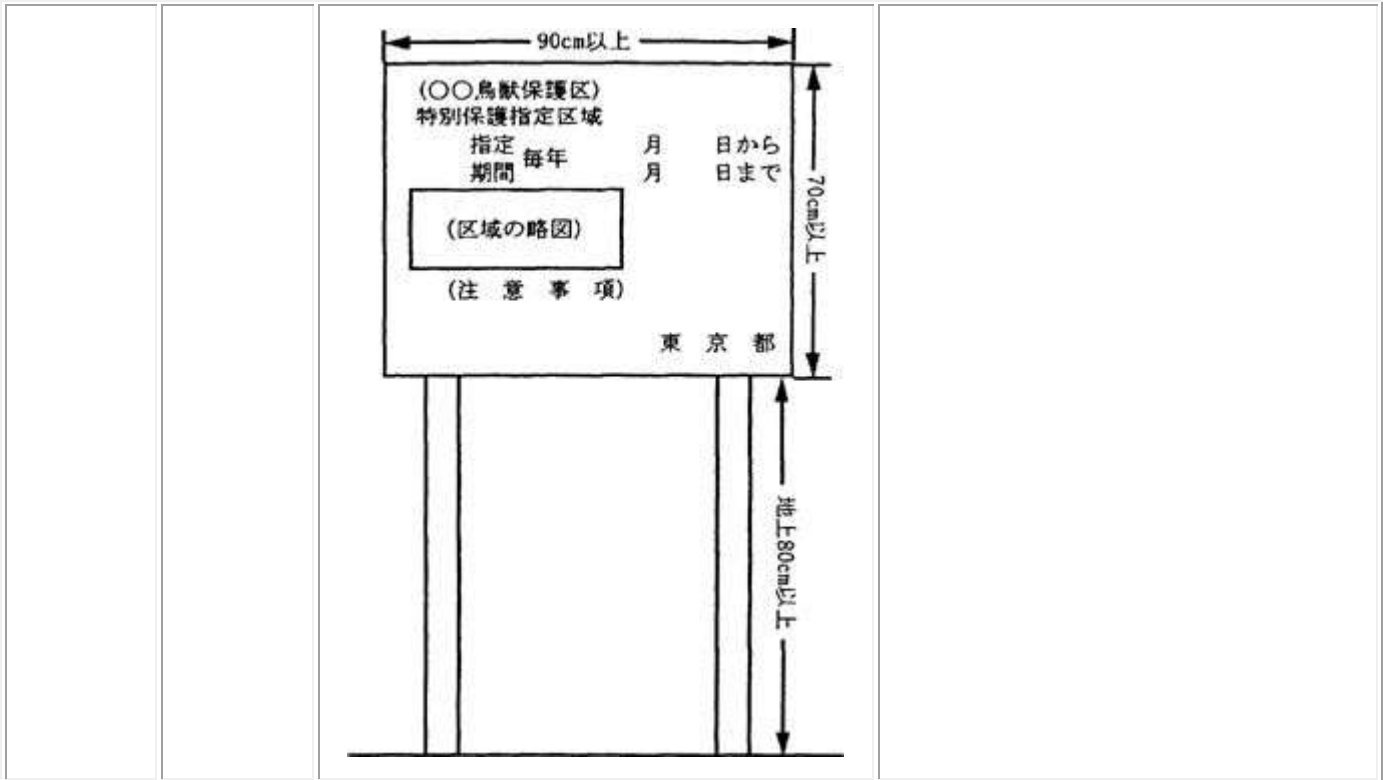 90cm以上
(○○鳥獣保護区)
特別保護指定区域
指定期間 毎年 月 日から
月 日まで
(区域の略図)
(注 意 事 項)
東 京 都
70cm以上
地上80cm以上